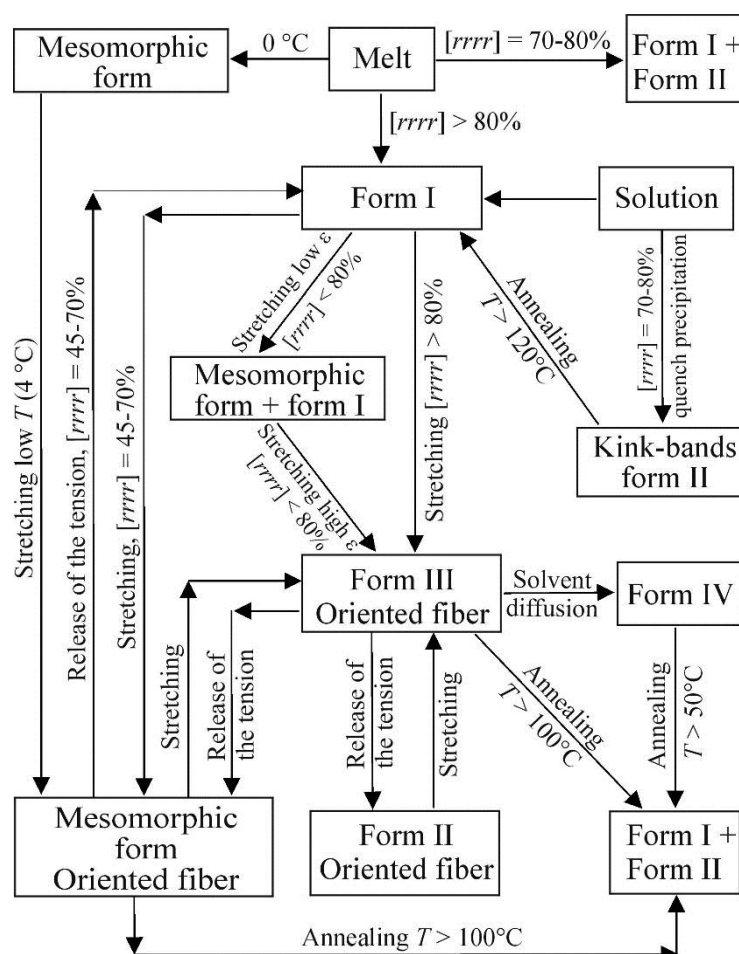 Mesomorphic
form
0 °C
Melt
[rrrr] = 70-80%
Form I +
Form II
[rrrr] > 80%
Form I
Solution
Stretching low ε
[rrrr] < 80%
Stretching [rrrr] > 80%
Annealing
T > 120°C
[rrrr] = 70-80%
quench precipitation
Mesomorphic
form + form I
Kink-bands
form II
Stretching low T (4 °C)
Release of the tension, [rrrr] = 45-70%
Stretching, [rrrr] = 45-70%
Stretching high ε
[rrrr] < 80%
Form III
Oriented fiber
Solvent
diffusion
Form IV
Stretching
Release of
the tension
Release of
the tension
Stretching
Annealing
T > 100°C
Annealing
T > 50°C
Mesomorphic
form
Oriented fiber
Form II
Oriented fiber
Form I +
Form II
Annealing T > 100°C